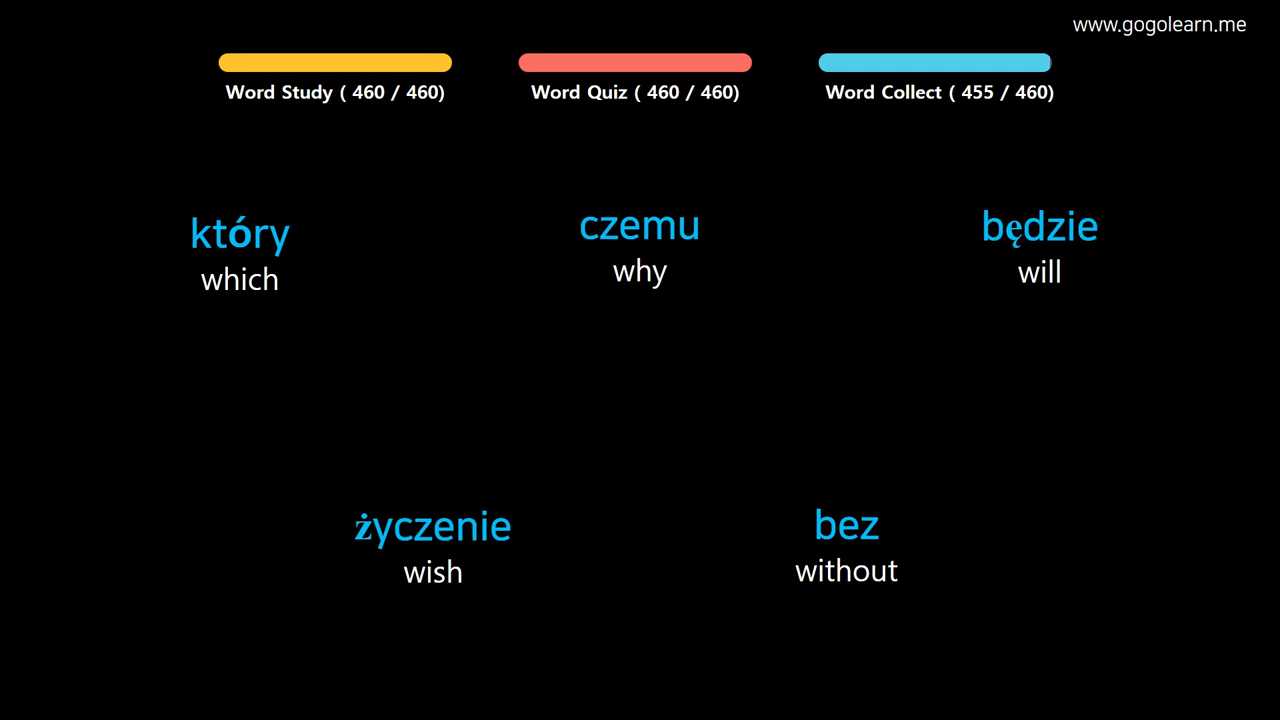 www.gogolearn.me
Word Study ( 460 / 460)
Word Quiz ( 460 / 460)
Word Collect ( 455 / 460)
który
which
czemu
why
będzie
will
życzenie
wish
bez
without